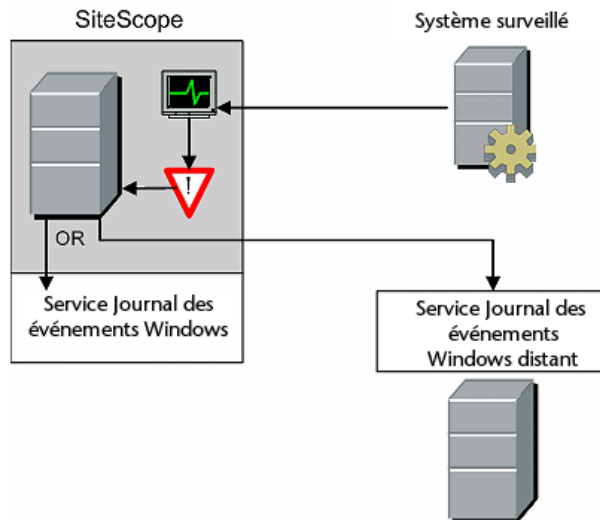 SiteScope
Système surveillé
!
OR
Service Journal des
événements Windows
Service Journal des
événements
Windows distant